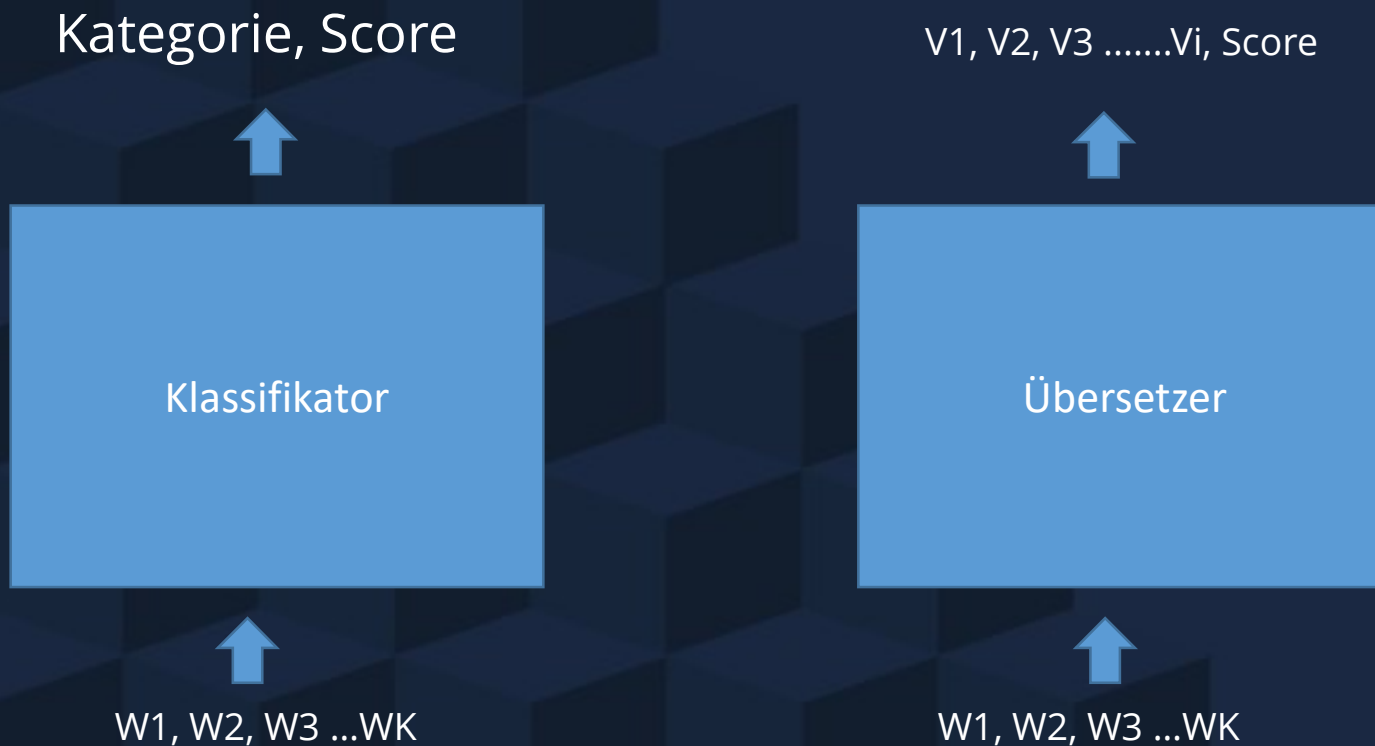 Kategorie, Score
V1, V2, V3 .......Vi, Score
Klassifikator
Übersetzer
W1, W2, W3 ...WK
W1, W2, W3 ...WK